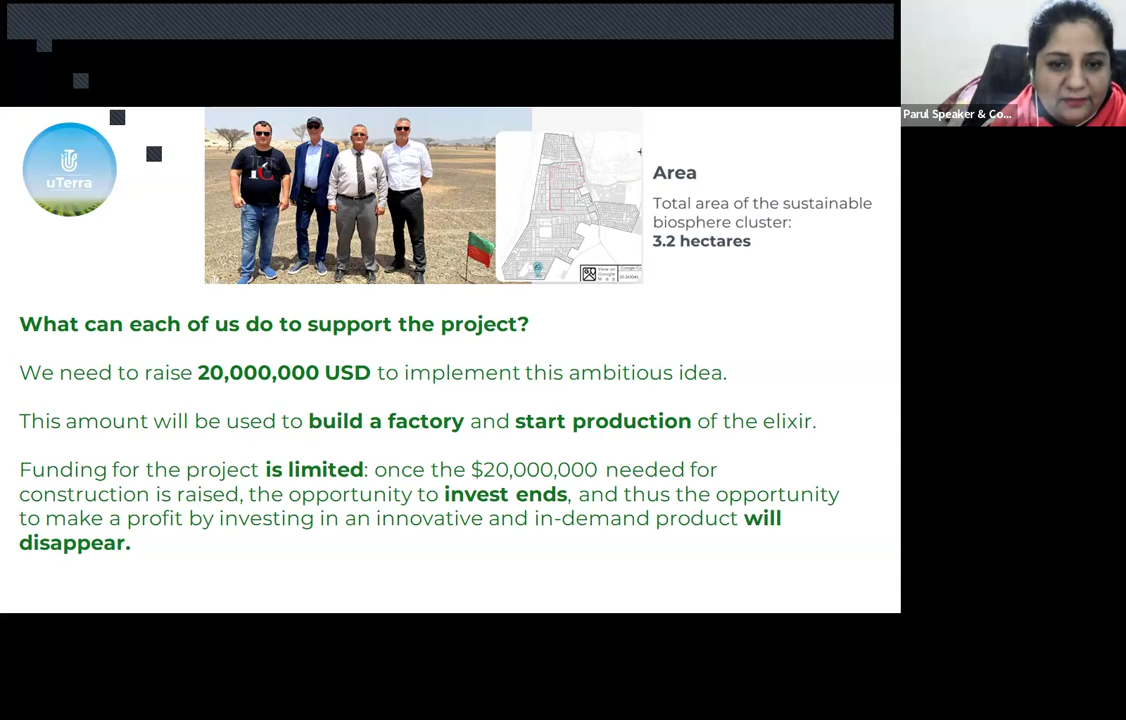 Parul Speaker & Co...
uTerra
Area
Total area of the sustainable
biosphere cluster:
3.2 hectares
View on
Google
What can each of us do to support the project?
We need to raise 20,000,000 USD to implement this ambitious idea.
This amount will be used to build a factory and start production of the elixir.
Funding for the project is limited: once the $20,000,000 needed for
construction is raised, the opportunity to invest ends, and thus the opportunity
to make a profit by investing in an innovative and in-demand product will
disappear.